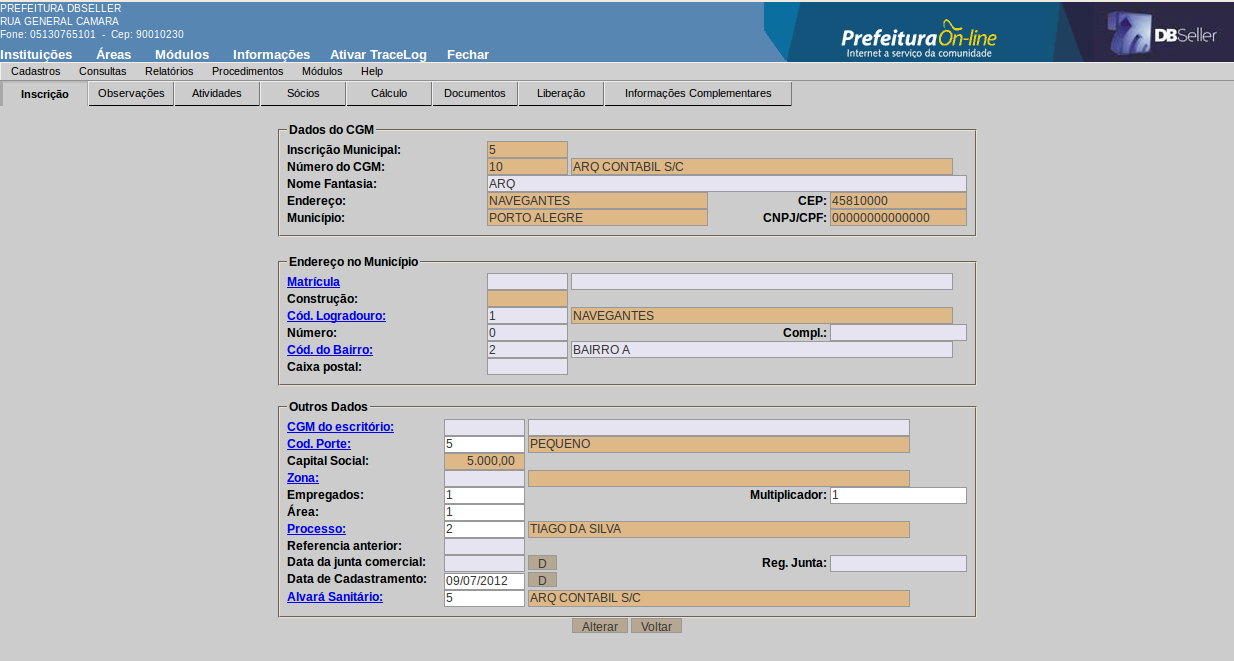 PREFEITURA DBSELLER
RUA GENERAL CAMARA
Fone: 05130765101 - Cep: 90010230
PrefeituraOn-line
Internet a serviço da comunidade
DBSeller
Instituições Áreas Módulos Informações Ativar TraceLog Fechar
Cadastros Consultas Relatórios Procedimentos Módulos Help
Inscrição Observações Atividades Sócios Cálculo Documentos Liberação Informações Complementares
Dados do CGM
Inscrição Municipal: 5
Número do CGM: 10 ARQ CONTABIL S/C
Nome Fantasia: ARQ
Endereço: NAVEGANTES CEP: 45810000
Município: PORTO ALEGRE CNPJ/CPF: 00000000000000
Endereço no Município
Matrícula
Construção:
Cód. Logradouro: 1 NAVEGANTES
Número: 0 Compl.:
Cód. do Bairro: 2 BAIRRO A
Caixa postal:
Outros Dados
CGM do escritório:
Cod. Porte: 5 PEQUENO
Capital Social: 5.000,00
Zona:
Empregados: 1 Multiplicador: 1
Área: 1
Processo: 2 TIAGO DA SILVA
Referencia anterior:
Data da junta comercial: D Reg. Junta:
Data de Cadastramento: 09/07/2012 D
Alvará Sanitário: 5 ARQ CONTABIL S/C
Alterar Voltar